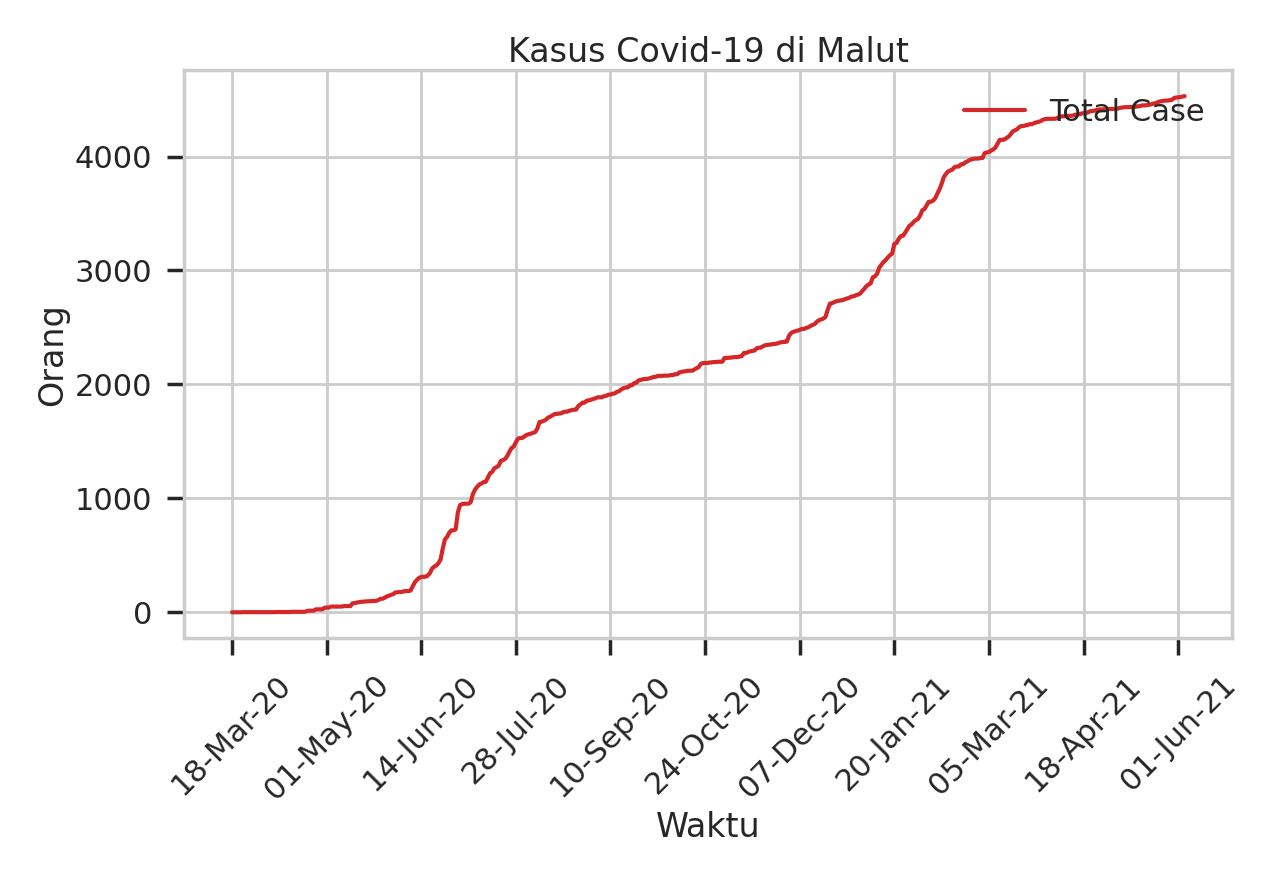 Kasus Covid-19 di Malut
Total Case
4000
3000
2000
1000
0
Orang
18-Mar-20
01-May-20
14-Jun-20
28-Jul-20
10-Sep-20
24-Oct-20
07-Dec-20
20-Jan-21
05-Mar-21
18-Apr-21
01-Jun-21
Waktu